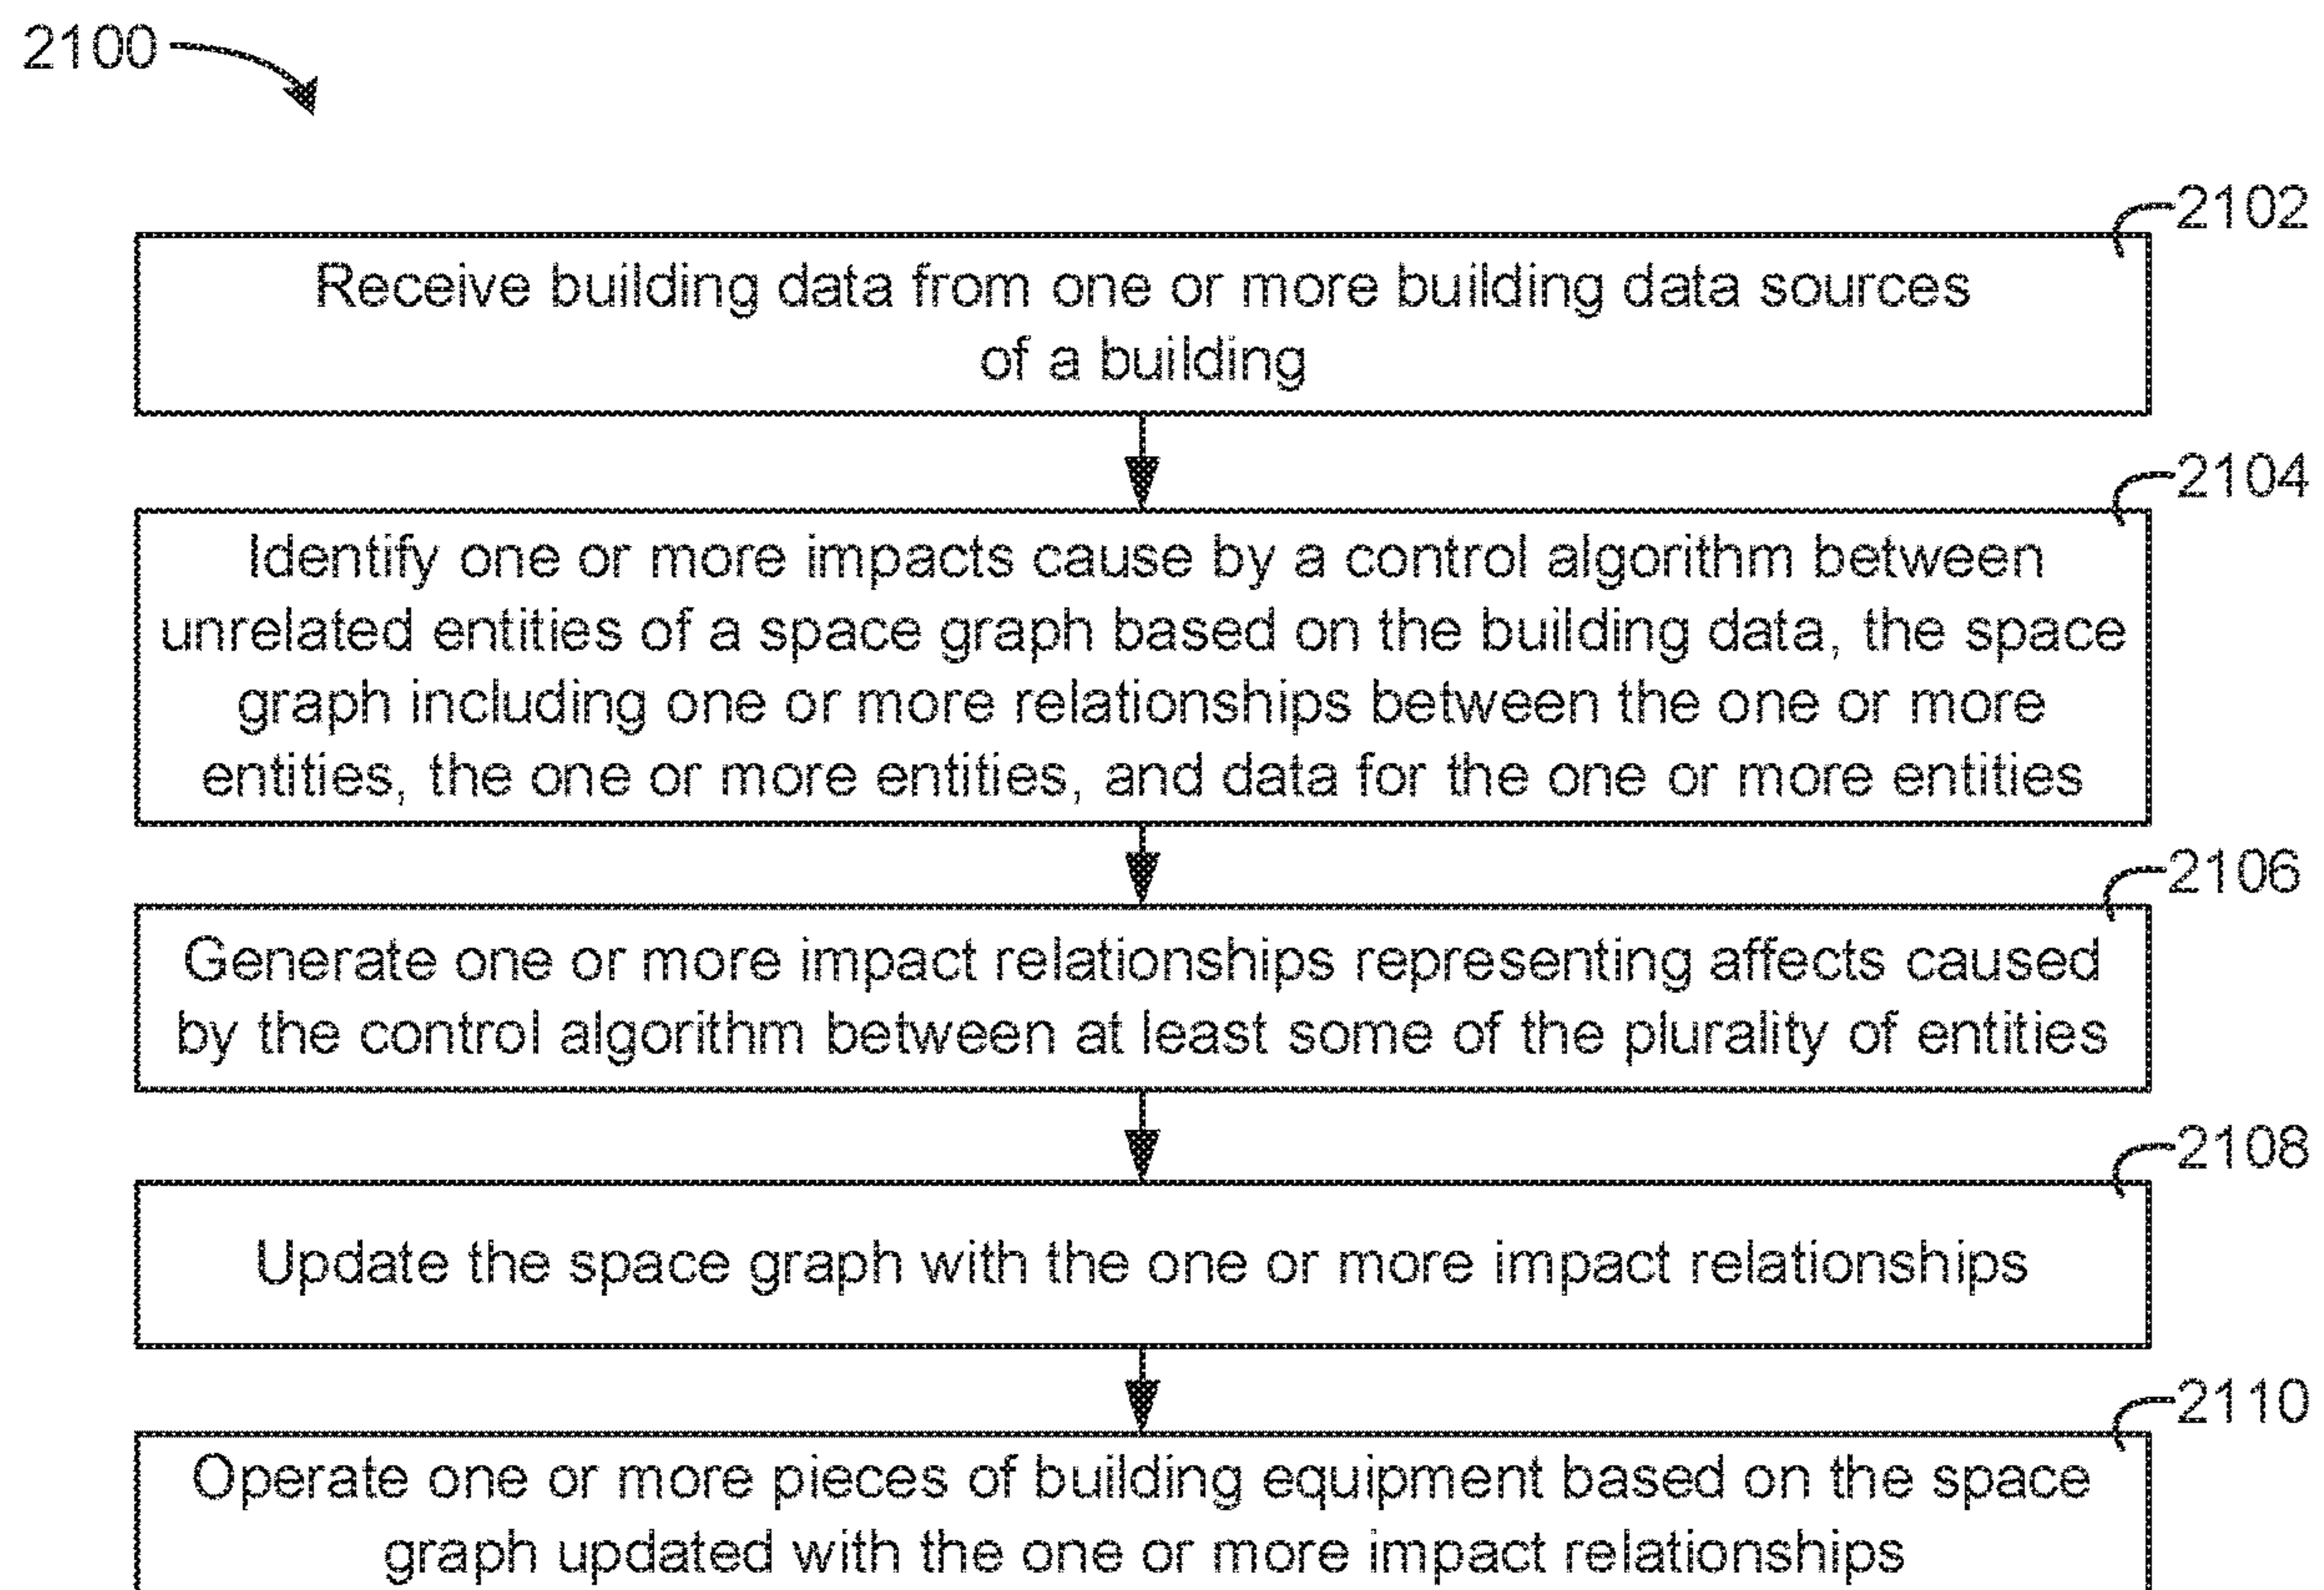 2100
2102
Receive building data from one or more building data sources
of a building
2104
Identify one or more impacts cause by a control algorithm between
unrelated entities of a space graph based on the building data, the space
graph including one or more relationships between the one or more
entities, the one or more entities, and data for the one or more entities
2106
Generate one or more impact relationships representing affects caused
by the control algorithm between at least some of the plurality of entities
2108
Update the space graph with the one or more impact relationships
2110
Operate one or more pieces of building equipment based on the space
graph updated with the one or more impact relationships